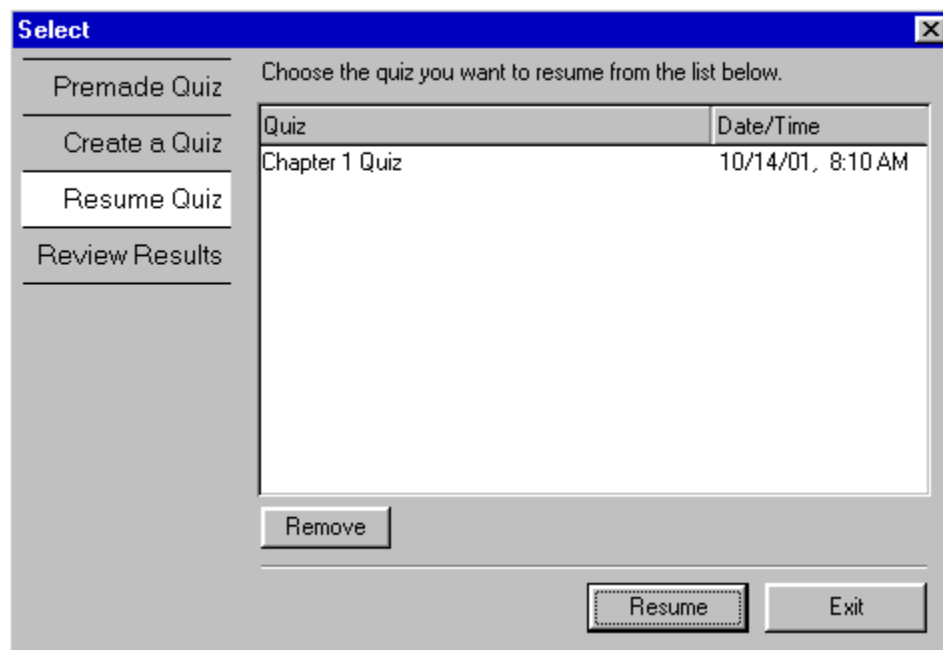 Select
Premade Quiz
Create a Quiz
Resume Quiz
Review Results
Choose the quiz you want to resume from the list below.
Quiz Date/Time
Chapter 1 Quiz 10/14/01, 8:10 AM
Remove
Resume Exit